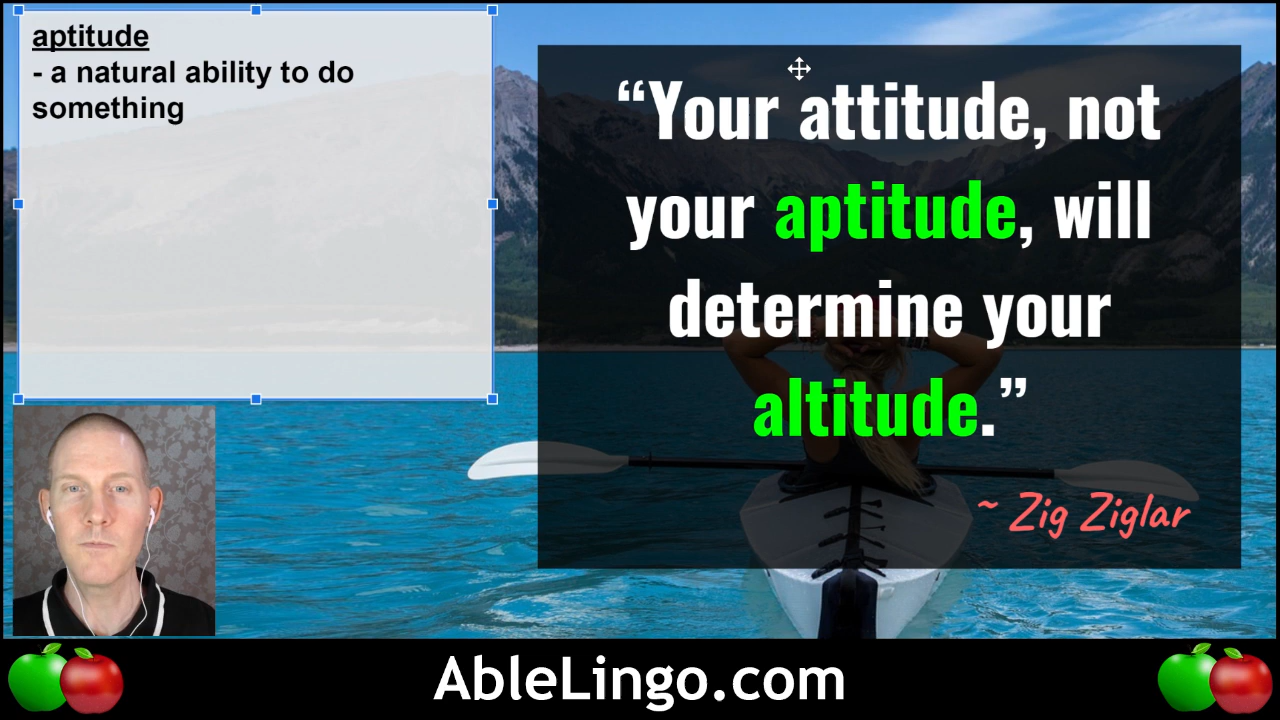 aptitude
- a natural ability to do
something
“Your attitude, not
your aptitude, will
determine your
altitude.”
~ Zig Ziglar
AbleLingo.com